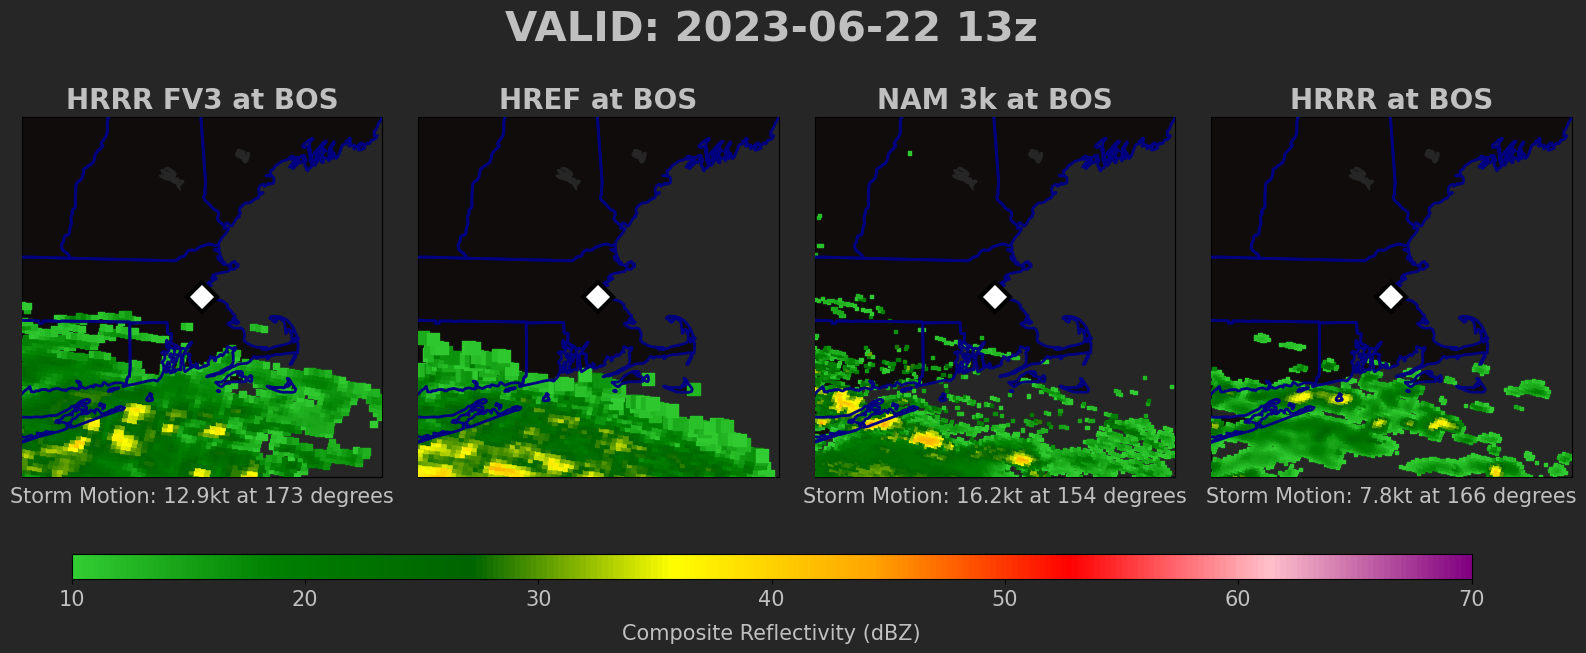 VALID: 2023-06-22 13z
HRRR FV3 at BOS
HREF at BOS
NAM 3k at BOS
HRRR at BOS
Storm Motion: 12.9kt at 173 degrees
Storm Motion: 16.2kt at 154 degrees
Storm Motion: 7.8kt at 166 degrees
10 20 30 40 50 60 70
Composite Reflectivity (dBZ)